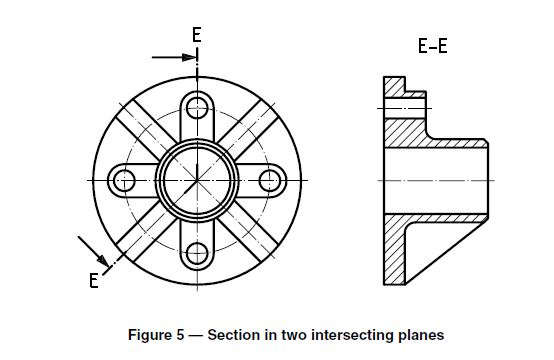 E
E–E
E
Figure 5 — Section in two intersecting planes